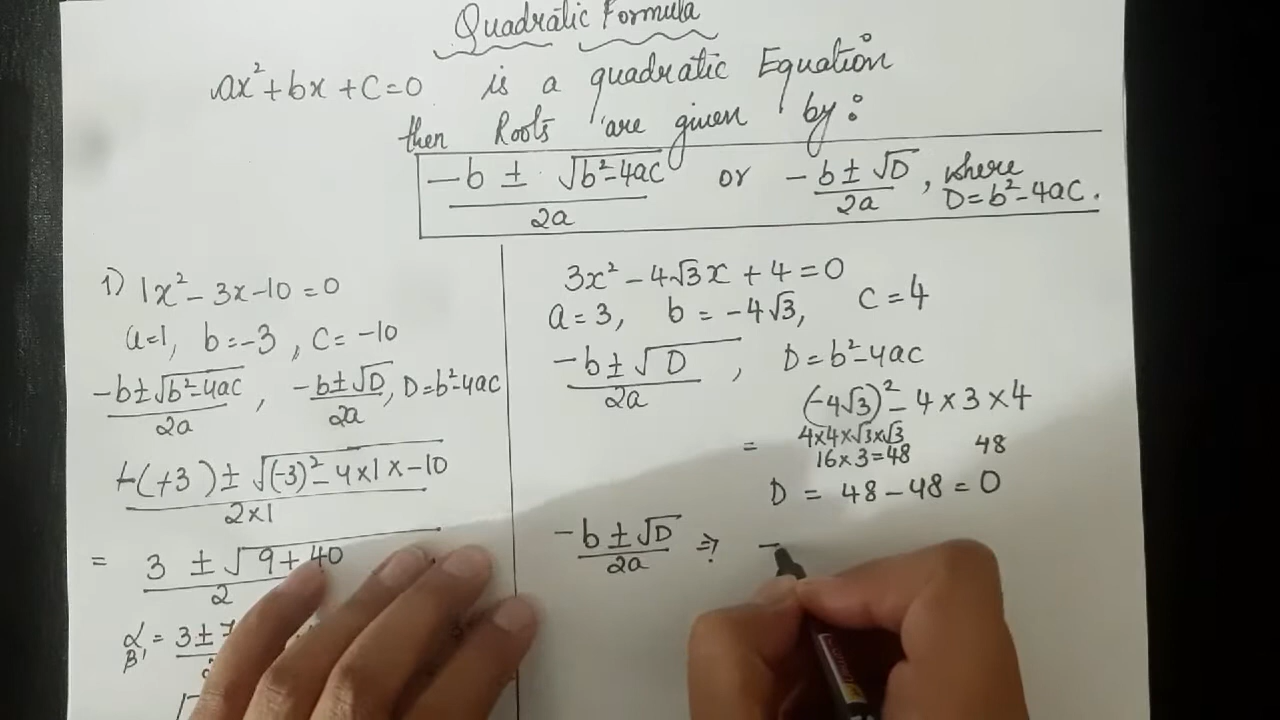 Quadratic Formula
ax²+bx+c=0 is a quadratic Equation
then Roots are given by:
-b ± √b²-4ac / 2a or -b±√D / 2a, where D=b²-4ac.
1) 1x²-3x-10=0
a=1, b=-3, c=-10
-b±√b²-4ac / 2a, -b±√D / 2a, D=b²-4ac
-(+3)±√(-3)²-4×1×-10 / 2×1
= 3 ±√9+40 / 2
α, β = 3±7
3x²-4√3x+4=0
a=3, b=-4√3, c=4
-b±√D / 2a, D=b²-4ac
(-4√3)²-4×3×4
= 4×4×√3×√3
16×3=48 48
D = 48-48=0
-b±√D / 2a ⇒ -